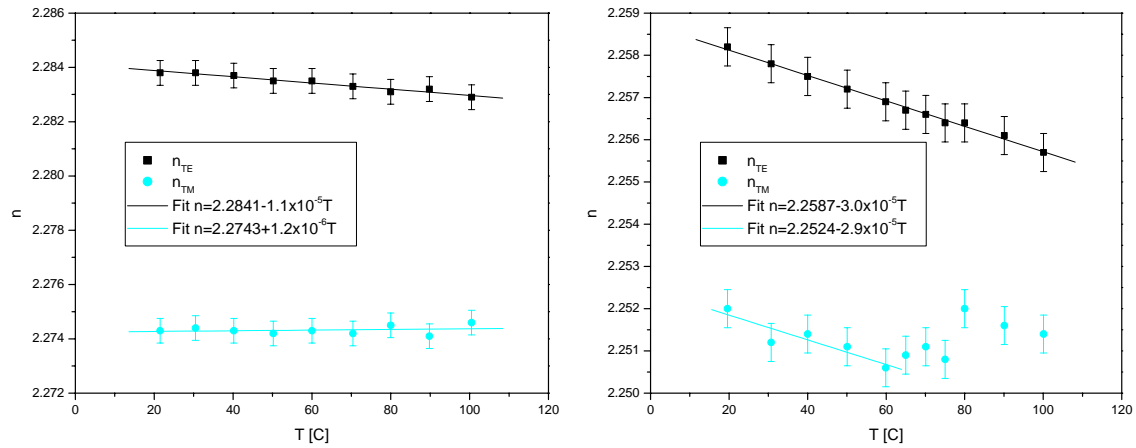 2.286
2.284
2.282
2.280
2.278
2.276
2.274
2.272
n
0 20 40 60 80 100 120
T [C]
n_TE
n_TM
Fit n=2.2841-1.1x10^-5T
Fit n=2.2743+1.2x10^-6T
2.259
2.258
2.257
2.256
2.255
2.254
2.253
2.252
2.251
2.250
n
0 20 40 60 80 100 120
T [C]
n_TE
n_TM
Fit n=2.2587-3.0x10^-5T
Fit n=2.2524-2.9x10^-5T